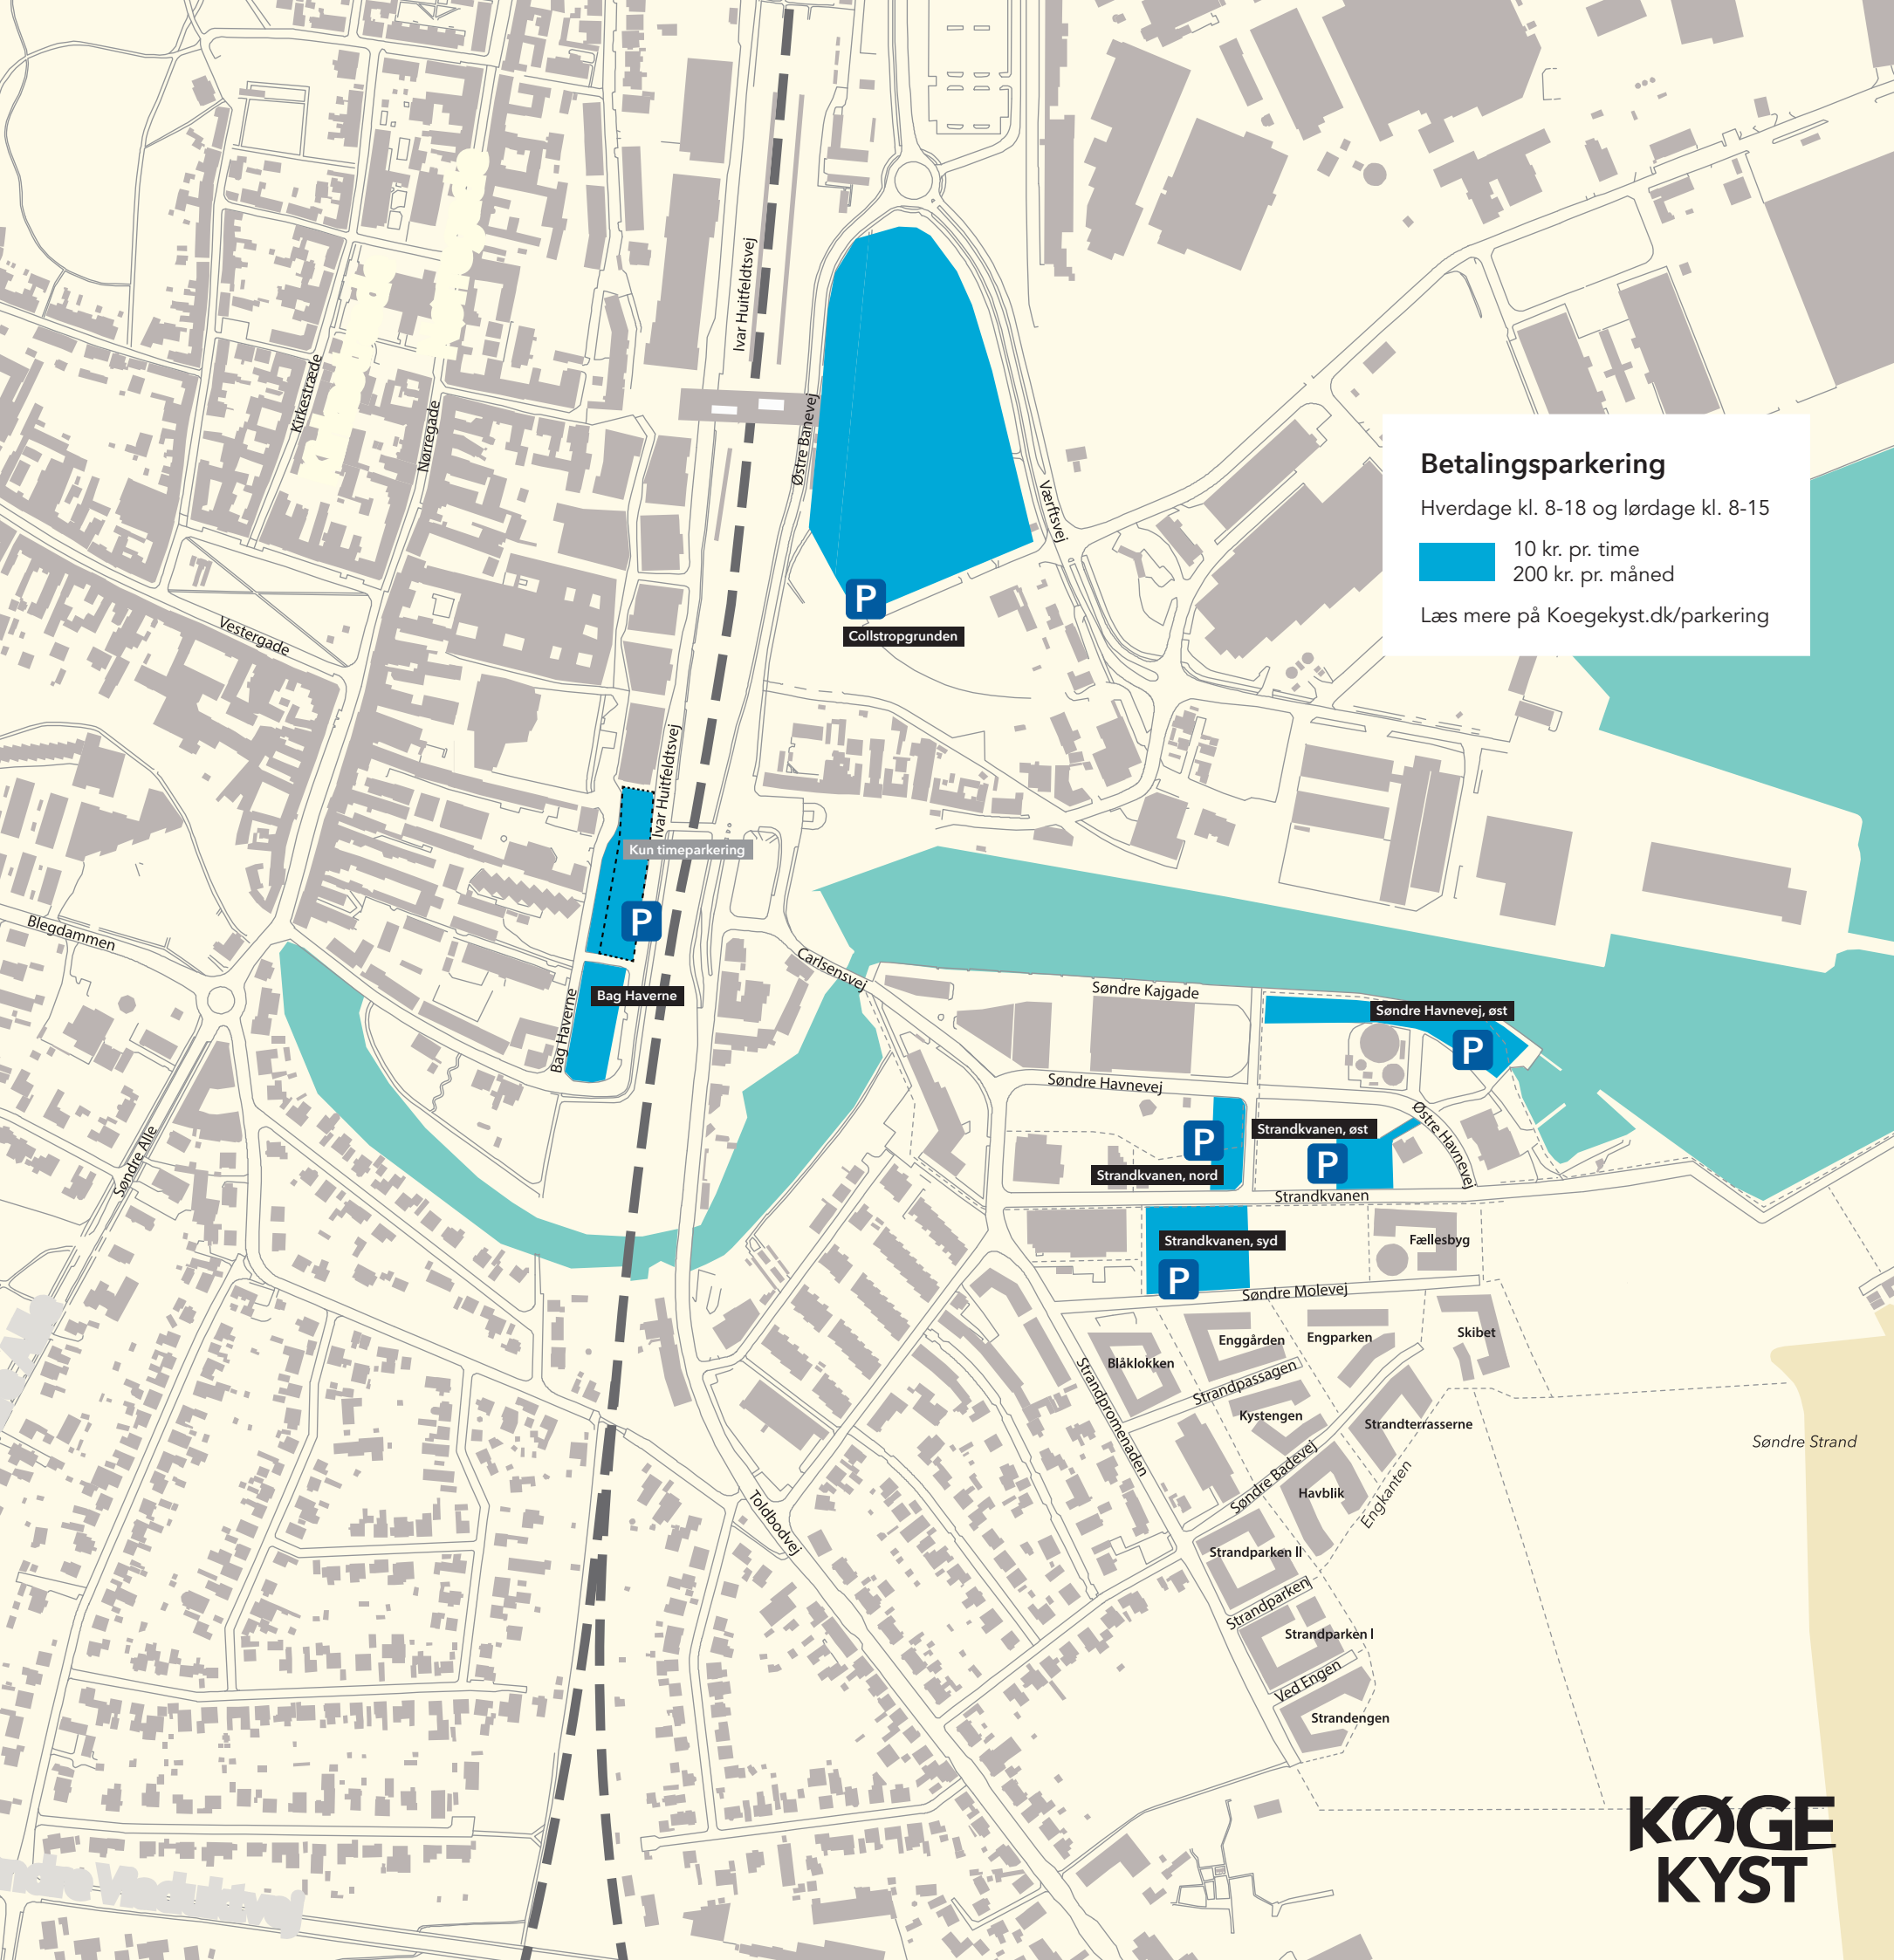 Ivar Huitfeldtsvej
Kirkestræde
Nørregade
Østre Banevej
Værftsvej
Betalingsparkering
Hverdage kl. 8-18 og lørdage kl. 8-15
10 kr. pr. time
200 kr. pr. måned
Læs mere på Koegekyst.dk/parkering
P
Collstropgrunden
Vestergade
Ivar Huitfeldtsvej
Kun timeparkering
P
Blegdammen
Carlsensvej
Bag Haverne
Bag Haverne
Søndre Kajgade
Søndre Havnevej, øst
P
Søndre Havnevej
Østre Havnevej
Strandkvanen, øst
P
P
Strandkvanen, nord
Søndre Alle
Strandkvanen
Strandkvanen, syd
P
Fællesbyg
Søndre Molevej
Skibet
Enggården
Engparken
Blåklokken
Strandpassagen
Strandpromenaden
Kystengen
Strandterrasserne
Søndre Strand
Søndre Badevej
Havblik
Engkanten
Toldbodvej
Strandparken II
Strandparken
Strandparken I
Ved Engen
Strandengen
KØGE
KYST